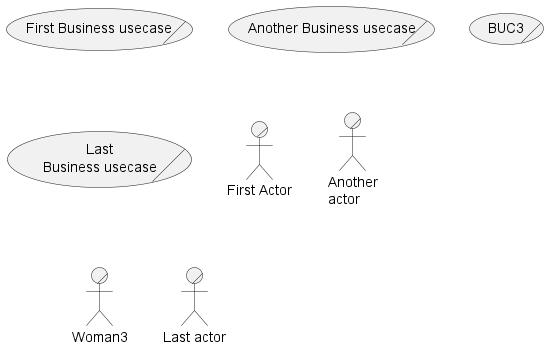 First Business usecase
Another Business usecase
BUC3
Last
Business usecase
First Actor
Another
actor
Woman3
Last actor